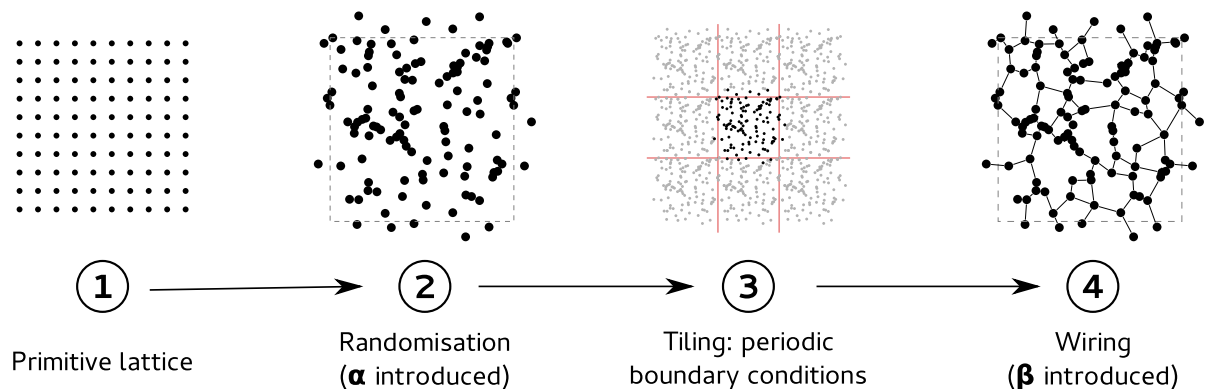 1
2
3
4
Primitive lattice
Randomisation
(α introduced)
Tiling: periodic
boundary conditions
Wiring
(β introduced)